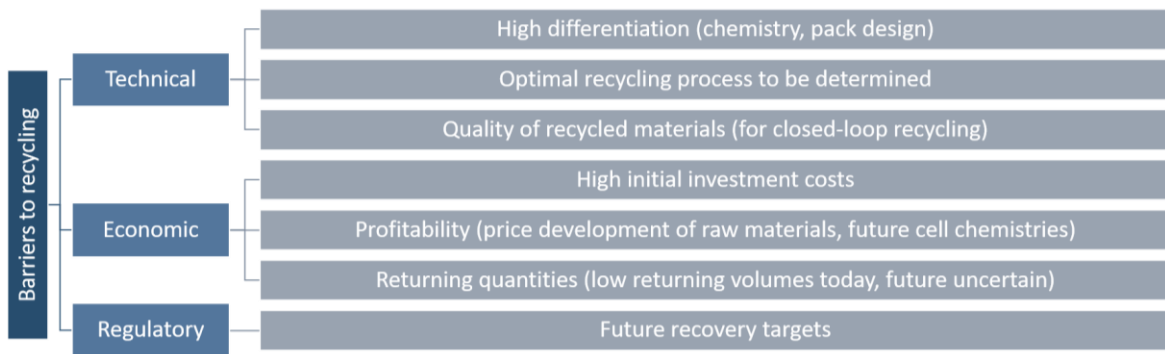 Barriers to recycling
Technical
High differentiation (chemistry, pack design)
Optimal recycling process to be determined
Quality of recycled materials (for closed-loop recycling)
Economic
High initial investment costs
Profitability (price development of raw materials, future cell chemistries)
Returning quantities (low returning volumes today, future uncertain)
Regulatory
Future recovery targets